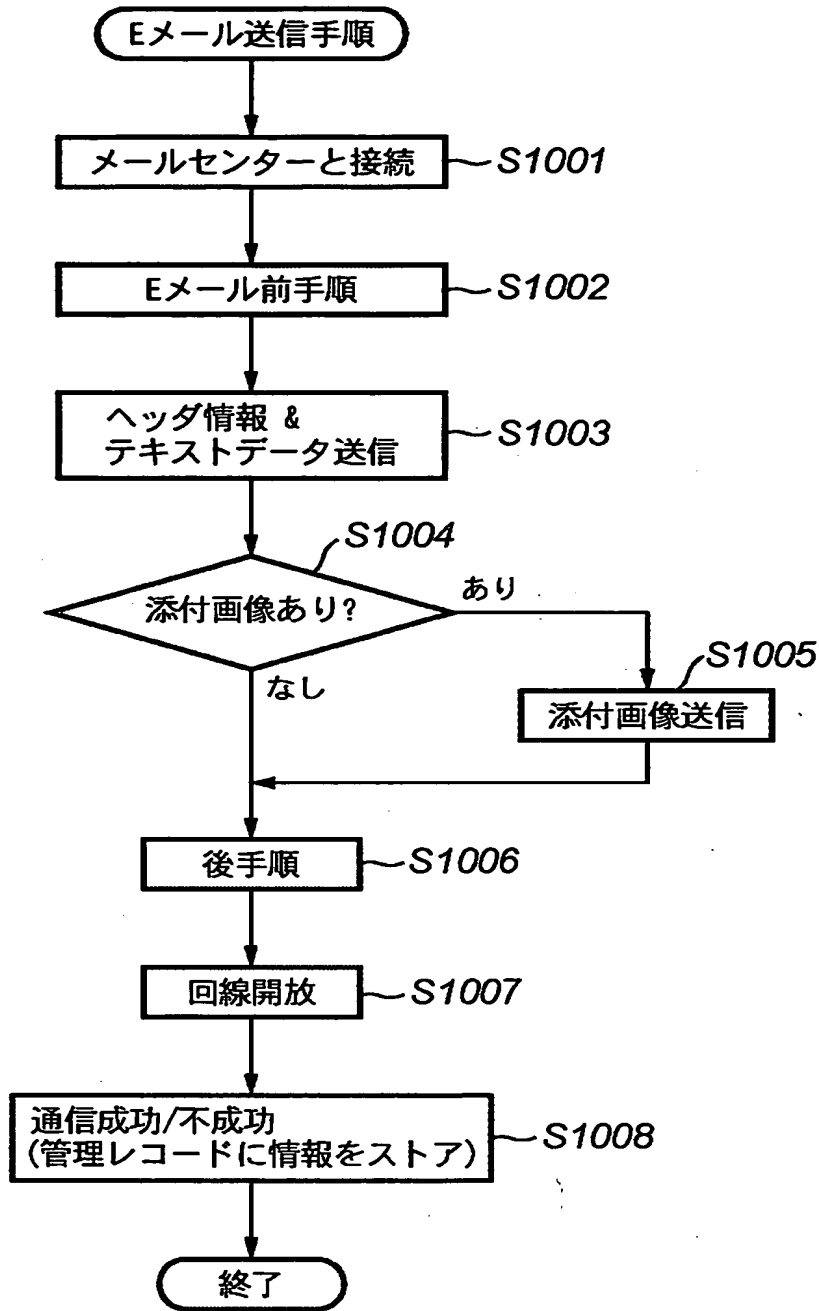 Eメール送信手順
メールセンターと接続
S1001
Eメール前手順
S1002
ヘッダ情報 &
テキストデータ送信
S1003
S1004
添付画像あり?
あり
なし
S1005
添付画像送信
後手順
S1006
回線開放
S1007
通信成功/不成功
(管理レコードに情報をストア)
S1008
終了